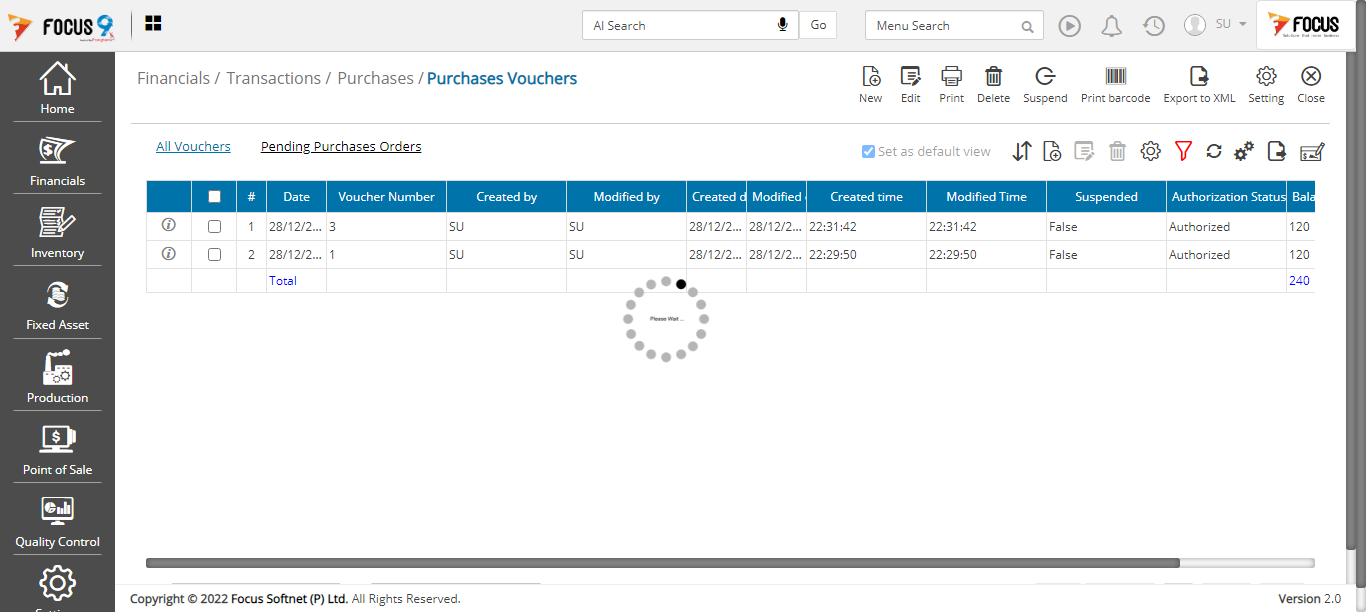 FOCUS 9
AI Search
Go
Menu Search
SU
FOCUS
Home
Financials
Inventory
Fixed Asset
Production
Point of Sale
Quality Control
Financials / Transactions / Purchases / Purchases Vouchers
New Edit Print Delete Suspend Print barcode Export to XML Setting Close
All Vouchers Pending Purchases Orders
Set as default view
# Date Voucher Number Created by Modified by Created d Modified Created time Modified Time Suspended Authorization Status Bala
1 28/12/2... 3 SU SU 28/12/2... 28/12/2... 22:31:42 22:31:42 False Authorized 120
2 28/12/2... 1 SU SU 28/12/2... 28/12/2... 22:29:50 22:29:50 False Authorized 120
Total 240
Please Wait ...
Copyright © 2022 Focus Softnet (P) Ltd. All Rights Reserved.
Version 2.0